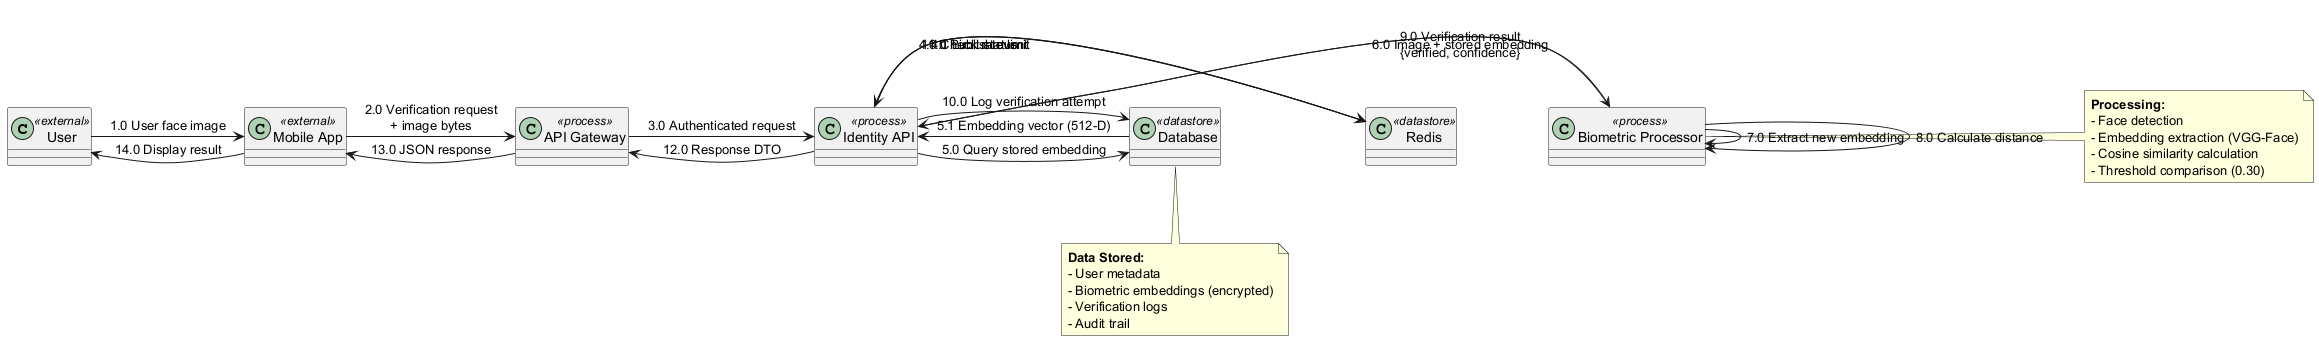 9.0 Verification result
{verified, confidence}
6.0 Image + stored embedding
C «external» User
1.0 User face image
14.0 Display result
C «external» Mobile App
2.0 Verification request
+ image bytes
13.0 JSON response
C «process» API Gateway
3.0 Authenticated request
12.0 Response DTO
C «process» Identity API
10.0 Log verification attempt
5.1 Embedding vector (512-D)
5.0 Query stored embedding
C «datastore» Database
C «datastore» Redis
C «process» Biometric Processor
7.0 Extract new embedding
8.0 Calculate distance
Processing:
- Face detection
- Embedding extraction (VGG-Face)
- Cosine similarity calculation
- Threshold comparison (0.30)
Data Stored:
- User metadata
- Biometric embeddings (encrypted)
- Verification logs
- Audit trail